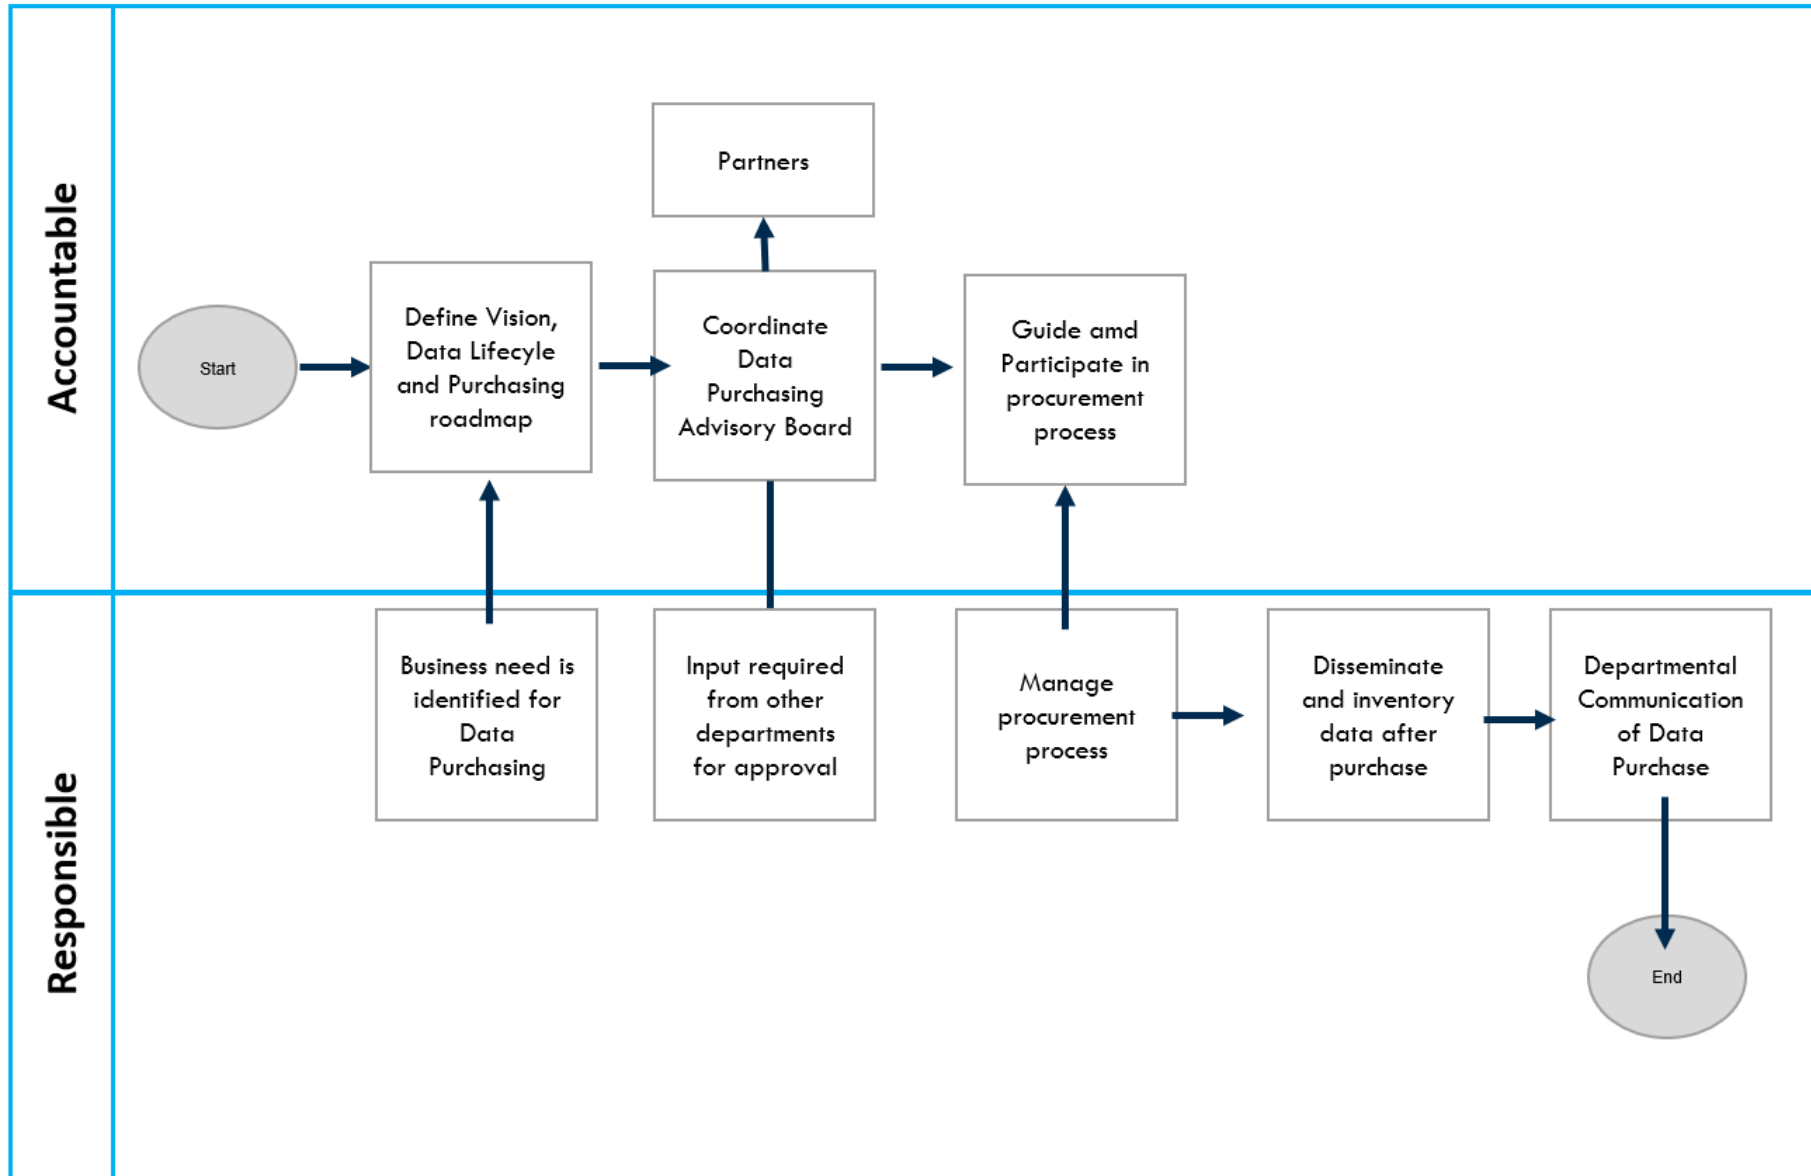 Accountable
Partners
Start
Define Vision,
Data Lifecyle
and Purchasing
roadmap
Coordinate
Data
Purchasing
Advisory Board
Guide amd
Participate in
procurement
process
Responsible
Business need is
identified for
Data
Purchasing
Input required
from other
departments
for approval
Manage
procurement
process
Disseminate
and inventory
data after
purchase
Departmental
Communication
of Data
Purchase
End